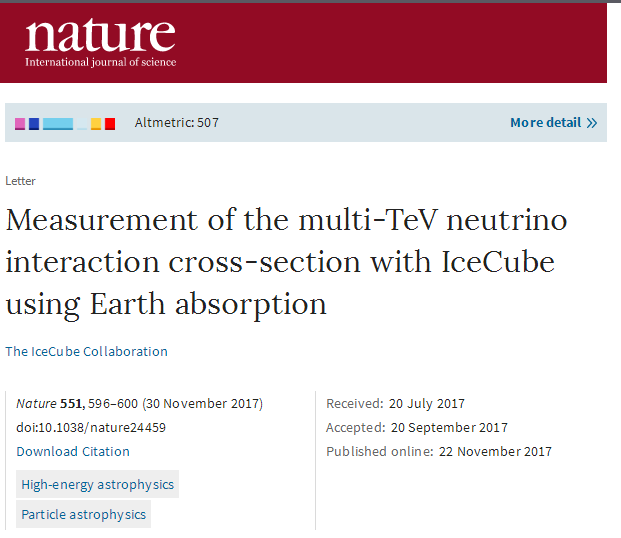 nature
International journal of science
Altmetric: 507 More detail »
Letter
Measurement of the multi-TeV neutrino
interaction cross-section with IceCube
using Earth absorption
The IceCube Collaboration
Nature 551, 596–600 (30 November 2017)
doi:10.1038/nature24459
Download Citation
High-energy astrophysics
Particle astrophysics
Received: 20 July 2017
Accepted: 20 September 2017
Published online: 22 November 2017